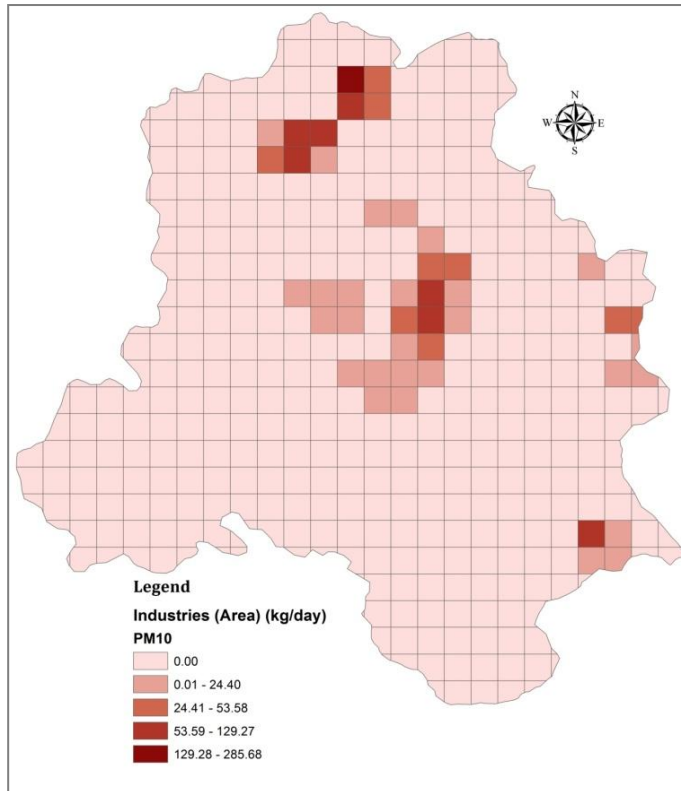 N
W E
S
Legend
Industries (Area) (kg/day)
PM10
0.00
0.01 - 24.40
24.41 - 53.58
53.59 - 129.27
129.28 - 285.68